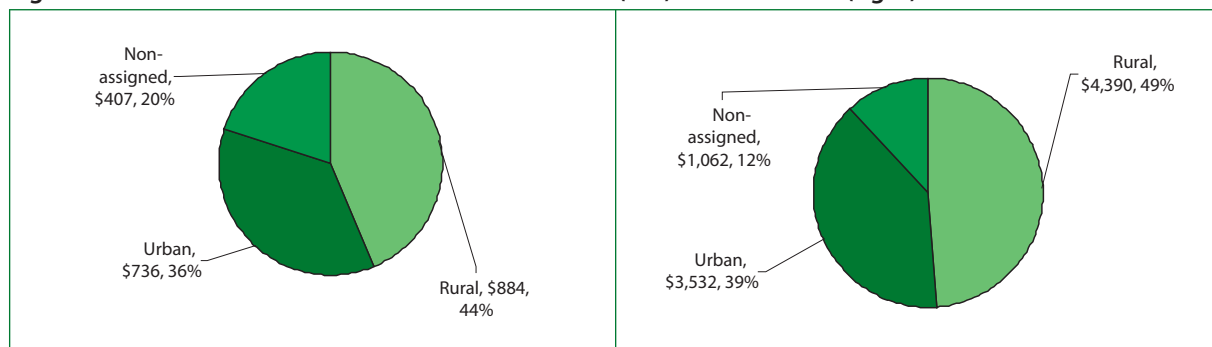 Non-
assigned,
$407, 20%
Urban,
$736, 36%
Rural, $884,
44%
Rural,
$4,390, 49%
Non-
assigned,
$1,062, 12%
Urban,
$3,532, 39%